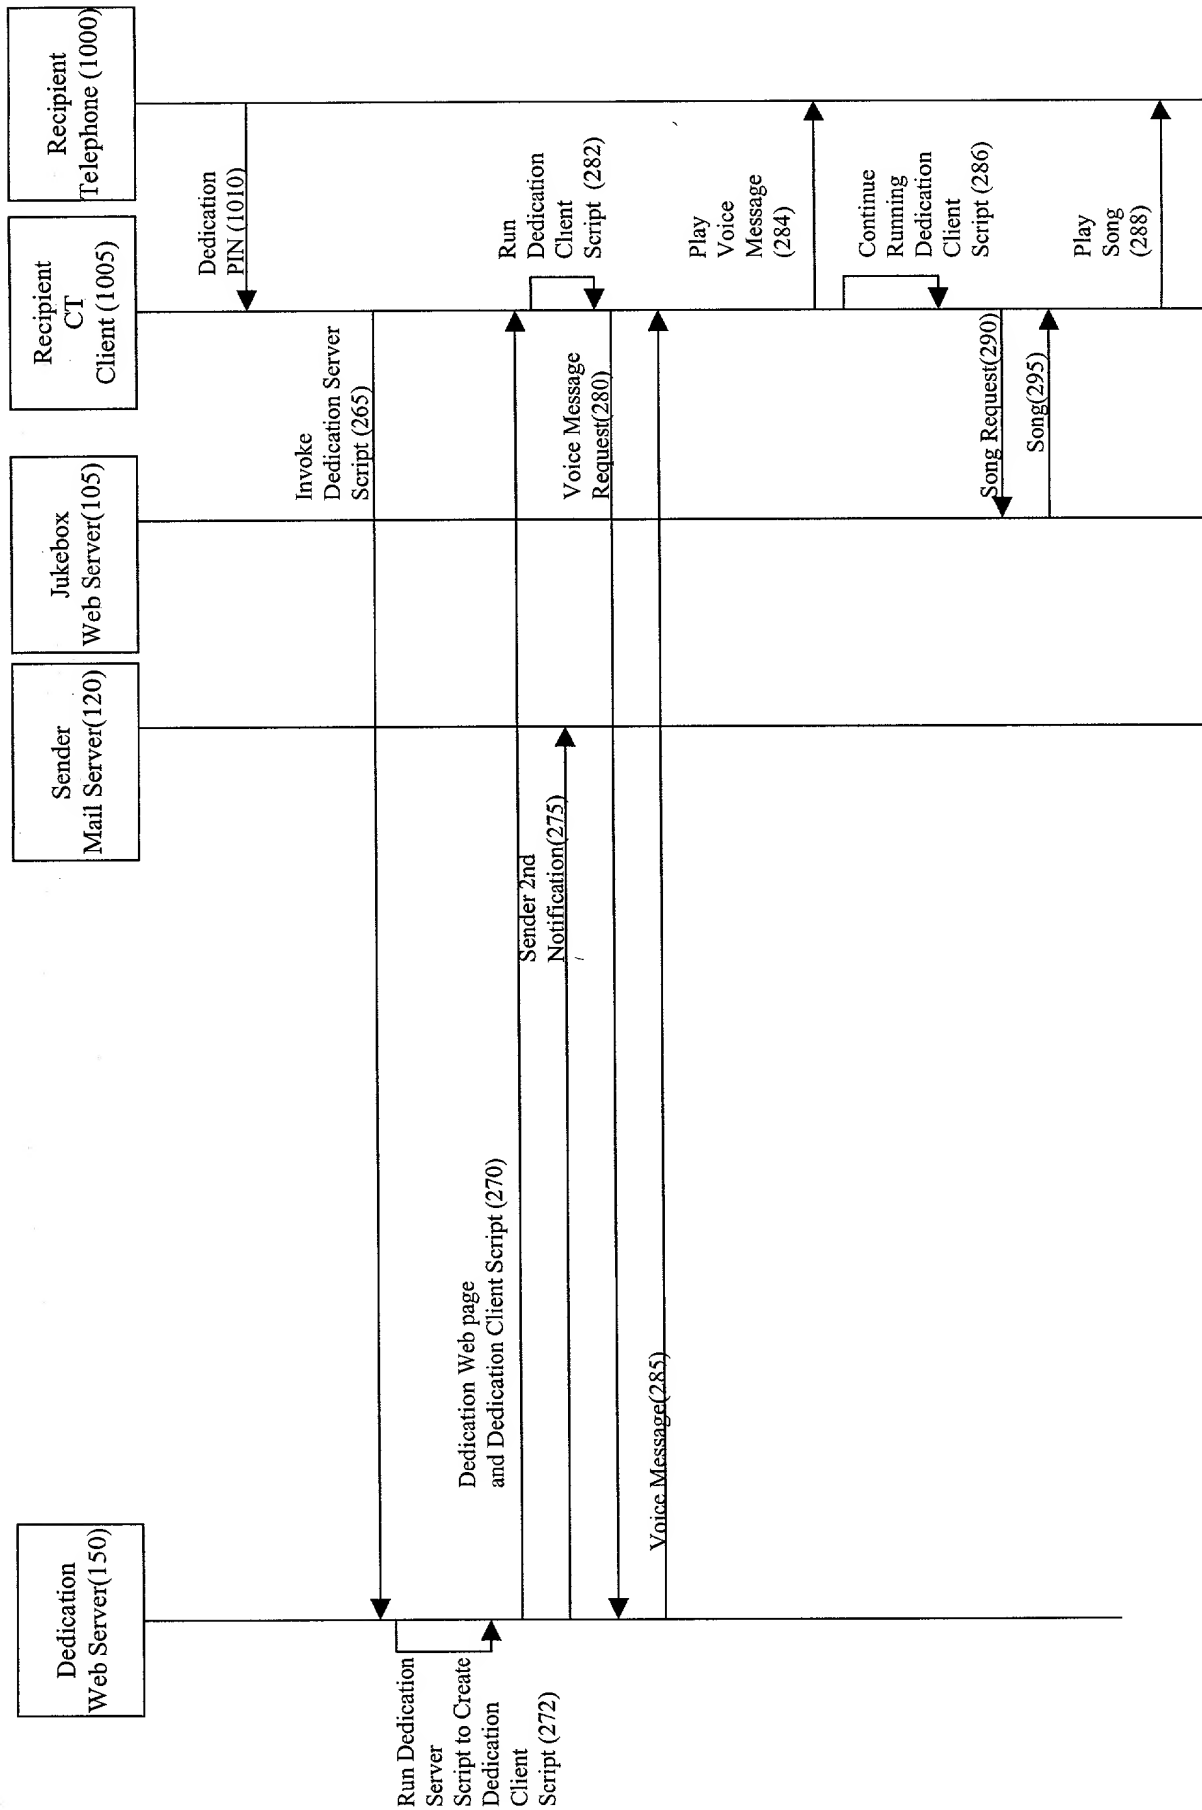 Dedication
Web Server(150)
Sender
Mail Server(120)
Jukebox
Web Server(105)
Recipient
CT
Client (1005)
Recipient
Telephone (1000)
Dedication
PIN (1010)
Invoke
Dedication Server
Script (265)
Run Dedication
Server
Script to Create
Dedication
Client
Script (272)
Dedication Web page
and Dedication Client Script (270)
Sender 2nd
Notification(275)
Run
Dedication
Client
Script (282)
Voice Message
Request(280)
Voice Message(285)
Play
Voice
Message
(284)
Continue
Running
Dedication
Client
Script (286)
Song Request(290)
Song(295)
Play
Song
(288)